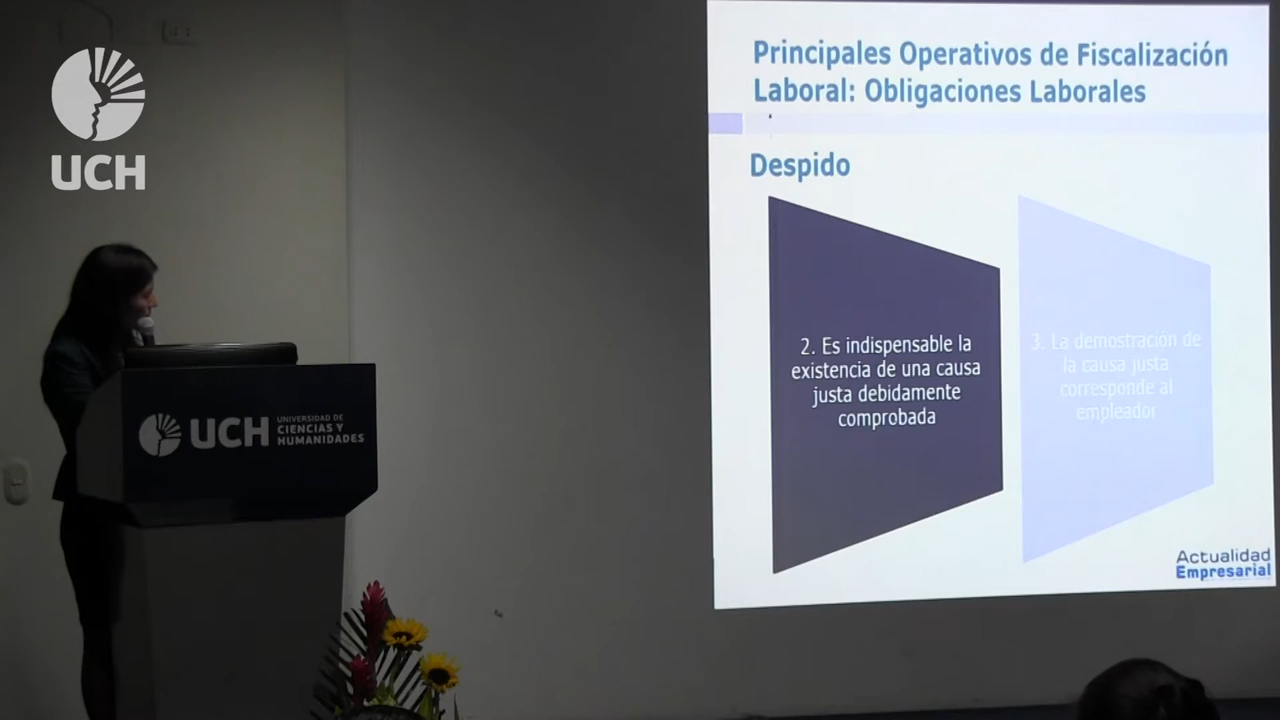 UCH
Principales Operativos de Fiscalización
Laboral: Obligaciones Laborales
Despido
2. Es indispensable la
existencia de una causa
justa debidamente
comprobada
3. La demostración de
la causa justa
corresponde al
empleador
Actualidad
Empresarial
UCH
UNIVERSIDAD DE
CIENCIAS Y
HUMANIDADES